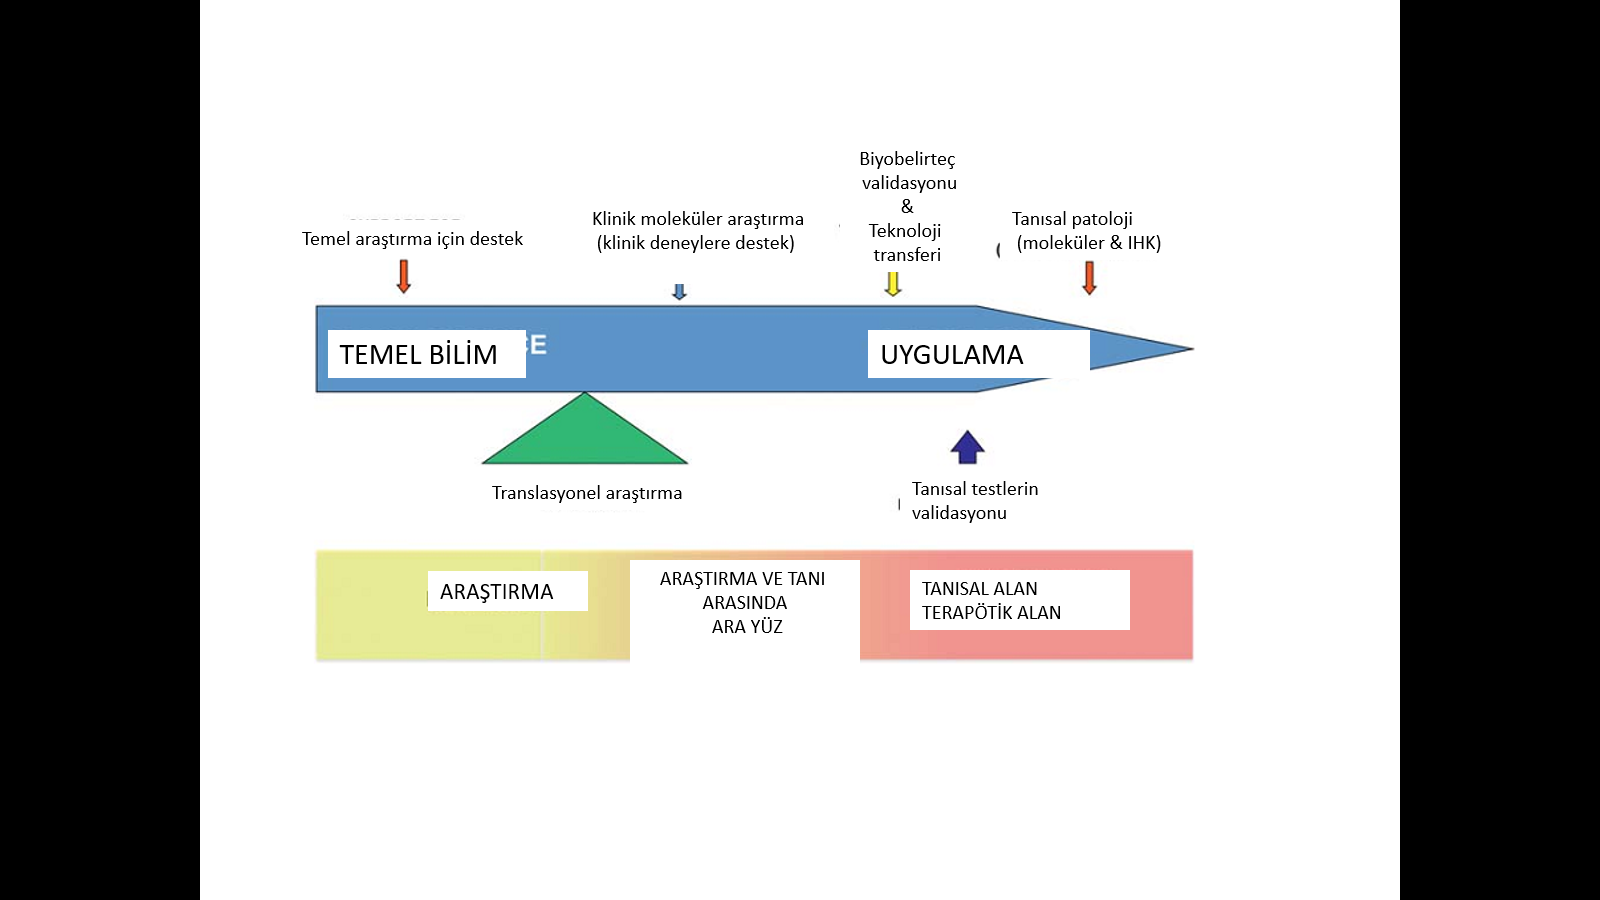 Temel araştırma için destek
Klinik moleküler araştırma
(klinik deneylere destek)
Biyobelirteç
validasyonu
&
Teknoloji
transferi
Tanısal patoloji
(moleküler & IHK)
TEMEL BİLİM
CE
UYGULAMA
Translasyonel araştırma
Tanısal testlerin
validasyonu
ARAŞTIRMA
ARAŞTIRMA VE TANI
ARASINDA
ARA YÜZ
TANISAL ALAN
TERAPÖTİK ALAN